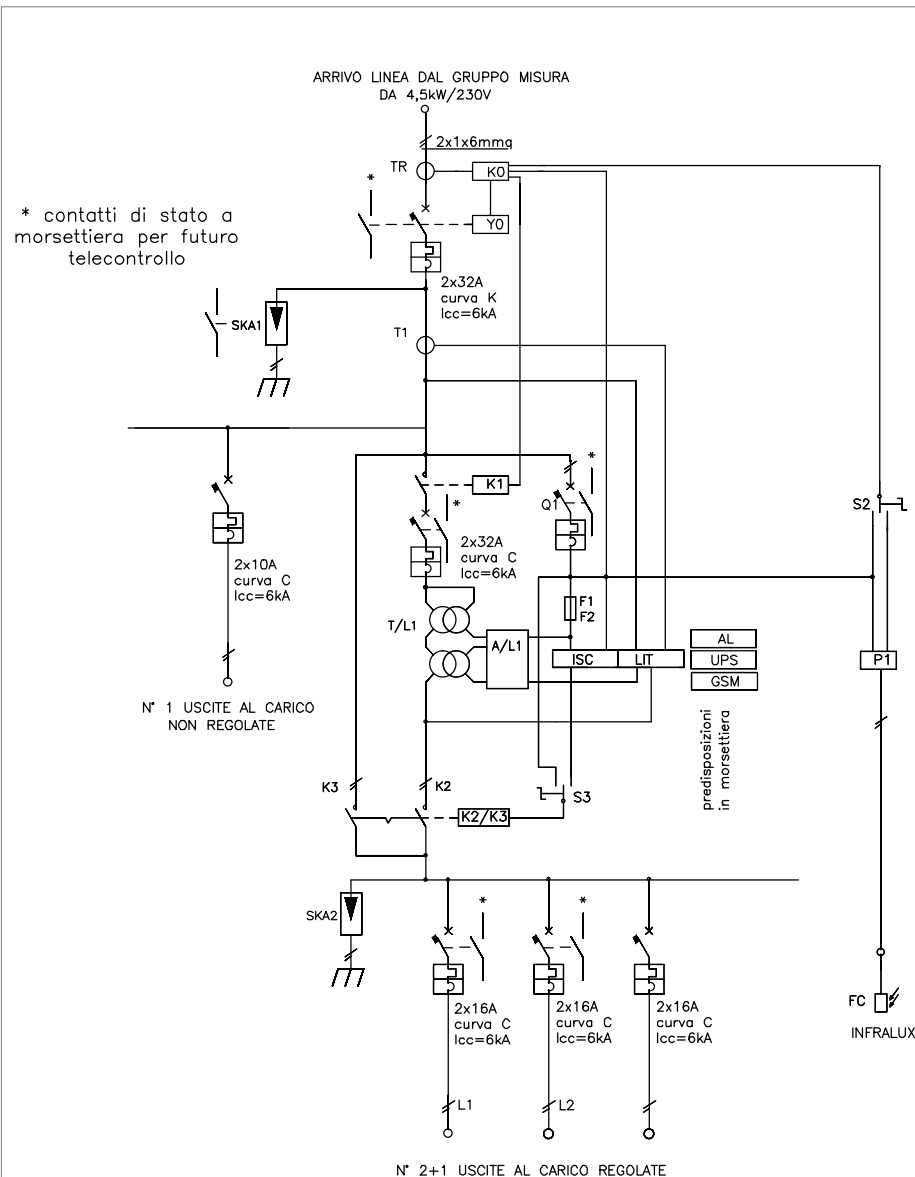 ARRIVO LINEA DAL GRUPPO MISURA
DA 4,5kW/230V
2x1x6mmq
TR
K0
*
Y0
* contatti di stato a
morsettiera per futuro
telecontrollo
2x32A
curva K
Icc=6kA
SKA1
T1
K1
*
*
Q1
S2
2x32A
curva C
Icc=6kA
2x10A
curva C
Icc=6kA
F1
F2
T/L1
A/L1
ISC
LIT
AL
UPS
GSM
P1
N° 1 USCITE AL CARICO
NON REGOLATE
predisposizioni
in morsettiera
K3
K2
S3
K2/K3
SKA2
*
*
2x16A
curva C
Icc=6kA
2x16A
curva C
Icc=6kA
2x16A
curva C
Icc=6kA
FC
INFRALUX
L1
L2
N° 2+1 USCITE AL CARICO REGOLATE